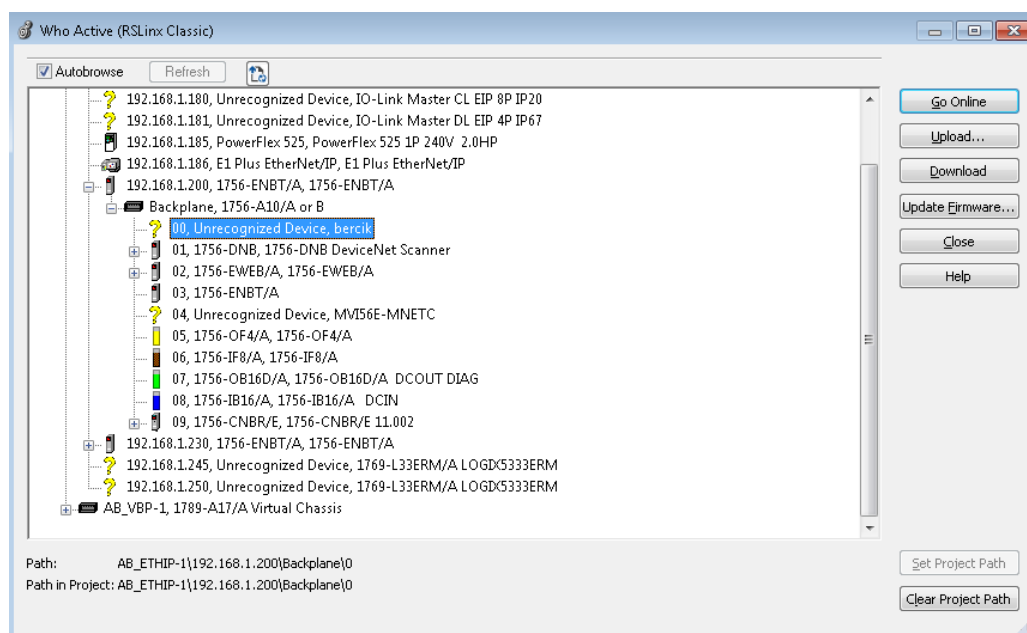 Who Active (RSLinx Classic)
Autobrowse Refresh
192.168.1.180, Unrecognized Device, IO-Link Master CL EIP 8P IP20
192.168.1.181, Unrecognized Device, IO-Link Master DL EIP 4P IP67
192.168.1.185, PowerFlex 525, PowerFlex 525 1P 240V 2.0HP
192.168.1.186, E1 Plus EtherNet/IP, E1 Plus EtherNet/IP
192.168.1.200, 1756-ENBT/A, 1756-ENBT/A
Backplane, 1756-A10/A or B
00, Unrecognized Device, bercik
01, 1756-DNB, 1756-DNB DeviceNet Scanner
02, 1756-EWEB/A, 1756-EWEB/A
03, 1756-ENBT/A
04, Unrecognized Device, MVI56E-MNETC
05, 1756-OF4/A, 1756-OF4/A
06, 1756-IF8/A, 1756-IF8/A
07, 1756-OB16D/A, 1756-OB16D/A DCOUT DIAG
08, 1756-IB16/A, 1756-IB16/A DCIN
09, 1756-CNBR/E, 1756-CNBR/E 11.002
192.168.1.230, 1756-ENBT/A, 1756-ENBT/A
192.168.1.245, Unrecognized Device, 1769-L33ERM/A LOGIX5333ERM
192.168.1.250, Unrecognized Device, 1769-L33ERM/A LOGIX5333ERM
AB_VBP-1, 1789-A17/A Virtual Chassis
Go Online
Upload...
Download
Update Firmware...
Close
Help
Path: AB_ETHIP-1\192.168.1.200\Backplane\0
Path in Project: AB_ETHIP-1\192.168.1.200\Backplane\0
Set Project Path
Clear Project Path